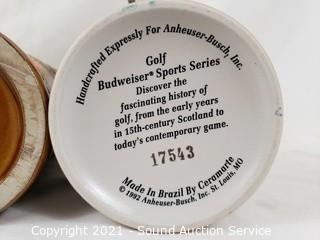 Handcrafted Expressly For Anheuser-Busch, Inc.
Golf
Budweiser® Sports Series
Discover the
fascinating history of
golf, from the early years
in 15th-century Scotland to
today's contemporary game.
17543
Made In Brazil By Ceramarte
©1992 Anheuser-Busch, Inc. St. Louis, MO
Copyright 2021 - Sound Auction Service